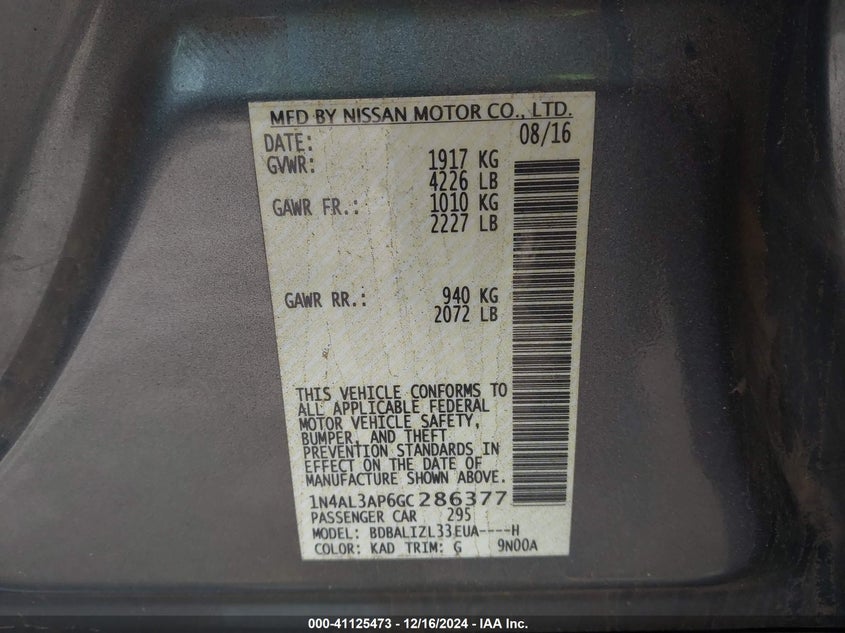 MFD BY NISSAN MOTOR CO., LTD.
DATE: 08/16
GVWR: 1917 KG
4226 LB
GAWR FR.: 1010 KG
2227 LB
GAWR RR.: 940 KG
2072 LB
THIS VEHICLE CONFORMS TO
ALL APPLICABLE FEDERAL
MOTOR VEHICLE SAFETY,
BUMPER, AND THEFT
PREVENTION STANDARDS IN
EFFECT ON THE DATE OF
MANUFACTURE SHOWN ABOVE.
1N4AL3AP6GC286377
PASSENGER CAR 295
MODEL: BDBALIZL33EUA----H
COLOR: KAD TRIM: G 9N00A
000-41125473 - 12/16/2024 - IAA Inc.